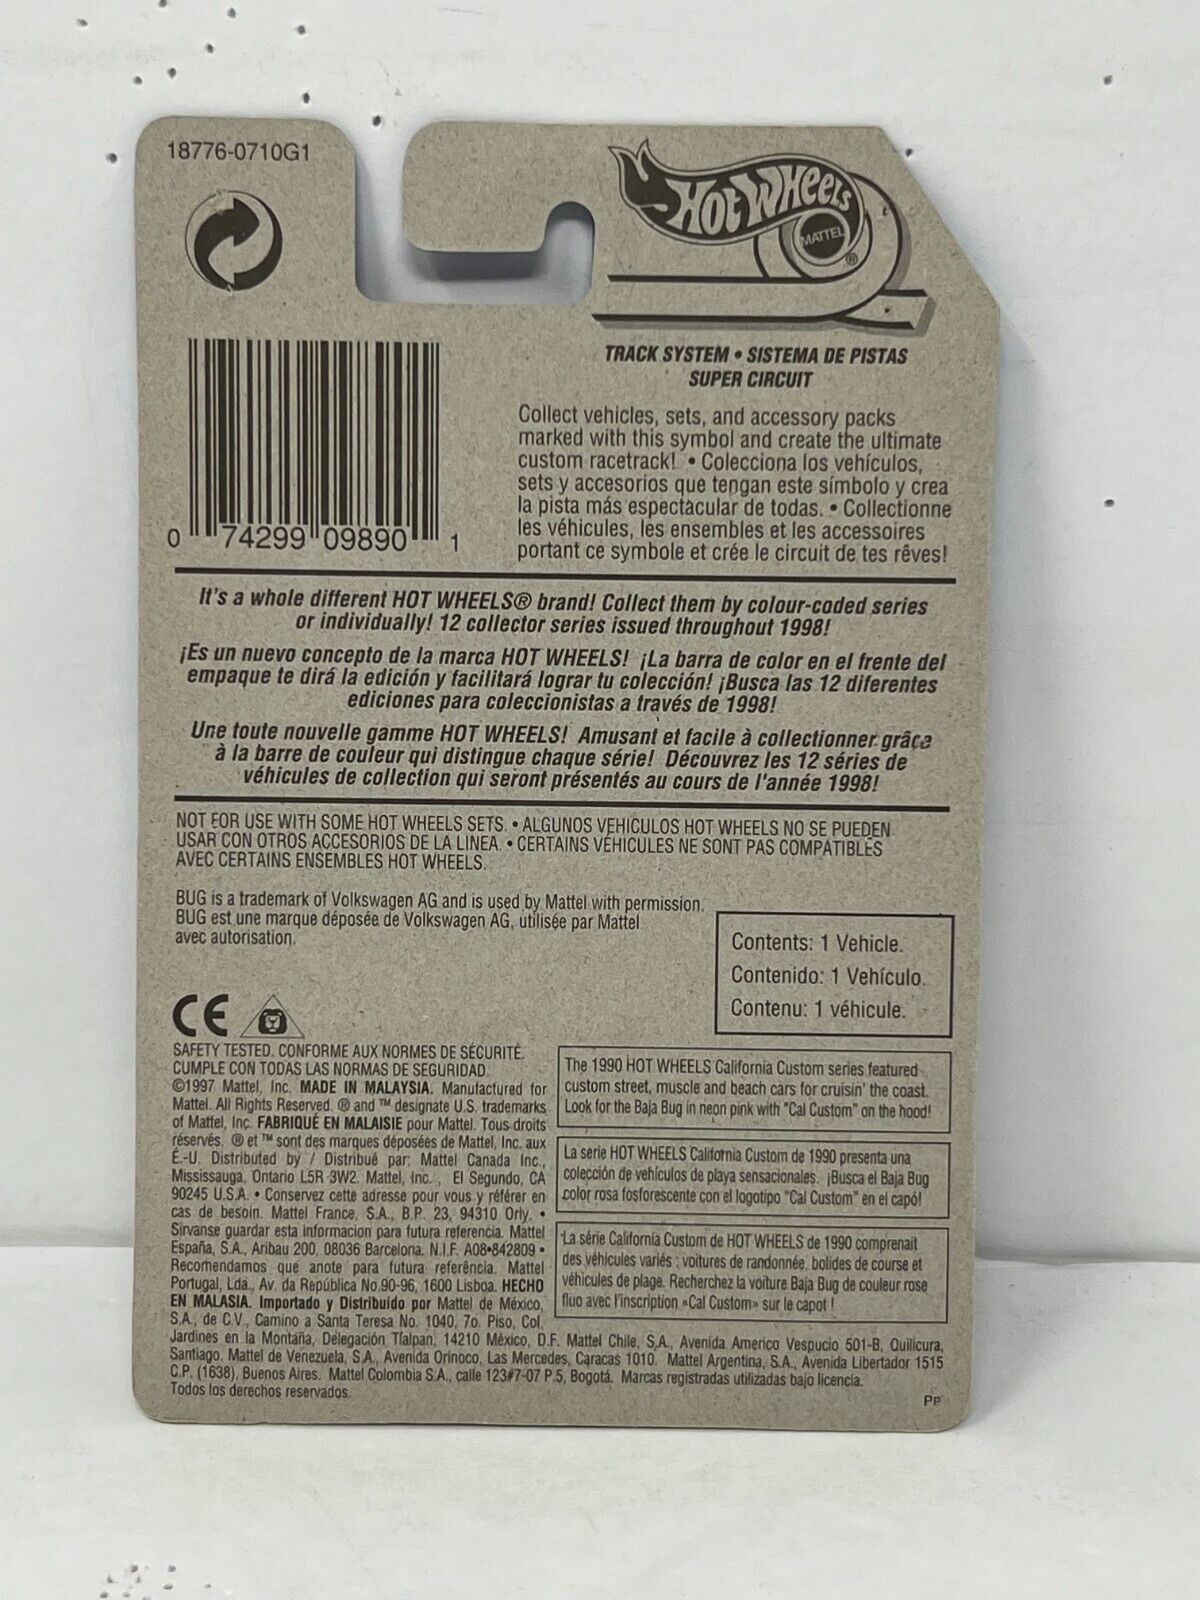 18776-0710G1
HOT WHEELS
MATTEL
®
TRACK SYSTEM • SISTEMA DE PISTAS
SUPER CIRCUIT
Collect vehicles, sets, and accessory packs
marked with this symbol and create the ultimate
custom racetrack! • Colecciona los vehículos,
sets y accesorios que tengan este símbolo y crea
la pista más espectacular de todas. • Collectionne
les véhicules, les ensembles et les accessoires
portant ce symbole et crée le circuit de tes rêves!
0 74299 09890 1
It's a whole different HOT WHEELS® brand! Collect them by colour-coded series
or individually! 12 collector series issued throughout 1998!
¡Es un nuevo concepto de la marca HOT WHEELS! ¡La barra de color en el frente del
empaque te dirá la edición y facilitará lograr tu colección! ¡Busca las 12 diferentes
ediciones para coleccionistas a través de 1998!
Une toute nouvelle gamme HOT WHEELS! Amusant et facile à collectionner grâce
à la barre de couleur qui distingue chaque série! Découvrez les 12 séries de
véhicules de collection qui seront présentés au cours de l'année 1998!
NOT FOR USE WITH SOME HOT WHEELS SETS. • ALGUNOS VEHICULOS HOT WHEELS NO SE PUEDEN
USAR CON OTROS ACCESORIOS DE LA LINEA. • CERTAINS VÉHICULES NE SONT PAS COMPATIBLES
AVEC CERTAINS ENSEMBLES HOT WHEELS.
BUG is a trademark of Volkswagen AG and is used by Mattel with permission.
BUG est une marque déposée de Volkswagen AG, utilisée par Mattel
avec autorisation.
Contents: 1 Vehicle.
Contenido: 1 Vehículo.
Contenu: 1 véhicule.
CE
SAFETY TESTED. CONFORME AUX NORMES DE SÉCURITÉ.
CUMPLE CON TODAS LAS NORMAS DE SEGURIDAD.
©1997 Mattel, Inc. MADE IN MALAYSIA. Manufactured for
Mattel. All Rights Reserved. ® and ™ designate U.S. trademarks
of Mattel, Inc. FABRIQUÉ EN MALAISIE pour Mattel. Tous droits
réservés. ® et ™ sont des marques déposées de Mattel, Inc. aux
É.-U. Distributed by / Distribué par: Mattel Canada Inc.,
Mississauga, Ontario L5R 3W2. Mattel, Inc., El Segundo, CA
90245 U.S.A. • Conservez cette adresse pour vous y référer en
cas de besoin. Mattel France, S.A., B.P. 23, 94310 Orly. •
Sírvanse guardar esta informacion para futura referencia. Mattel
España, S.A., Aribau 200, 08036 Barcelona. N.I.F. A08•842809 •
Recomendamos que anote para futura referência. Mattel
Portugal, Lda., Av. da República No.90-96, 1600 Lisboa. HECHO
EN MALASIA. Importado y Distribuido por Mattel de México,
S.A., de C.V., Camino a Santa Teresa No. 1040, 7o. Piso, Col.
Jardines en la Montaña, Delegación Tlalpan, 14210 México, D.F. Mattel Chile, S.A., Avenida Americo Vespucio 501-B, Quilicura,
Santiago. Mattel de Venezuela, S.A., Avenida Orinoco, Las Mercedes, Caracas 1010. Mattel Argentina, S.A., Avenida Libertador 1515
C.P. (1638), Buenos Aires. Mattel Colombia S.A., calle 123#7-07 P.5, Bogotá. Marcas registradas utilizadas bajo licencia.
Todos los derechos reservados.
The 1990 HOT WHEELS California Custom series featured
custom street, muscle and beach cars for cruisin' the coast.
Look for the Baja Bug in neon pink with "Cal Custom" on the hood!
La serie HOT WHEELS California Custom de 1990 presenta una
colección de vehículos de playa sensacionales. ¡Busca el Baja Bug
color rosa fosforescente con el logotipo "Cal Custom" en el capó!
La série California Custom de HOT WHEELS de 1990 comprenait
des véhicules variés : voitures de randonnée, bolides de course et
véhicules de plage. Recherchez la voiture Baja Bug de couleur rose
fluo avec l'inscription «Cal Custom» sur le capot !
PP